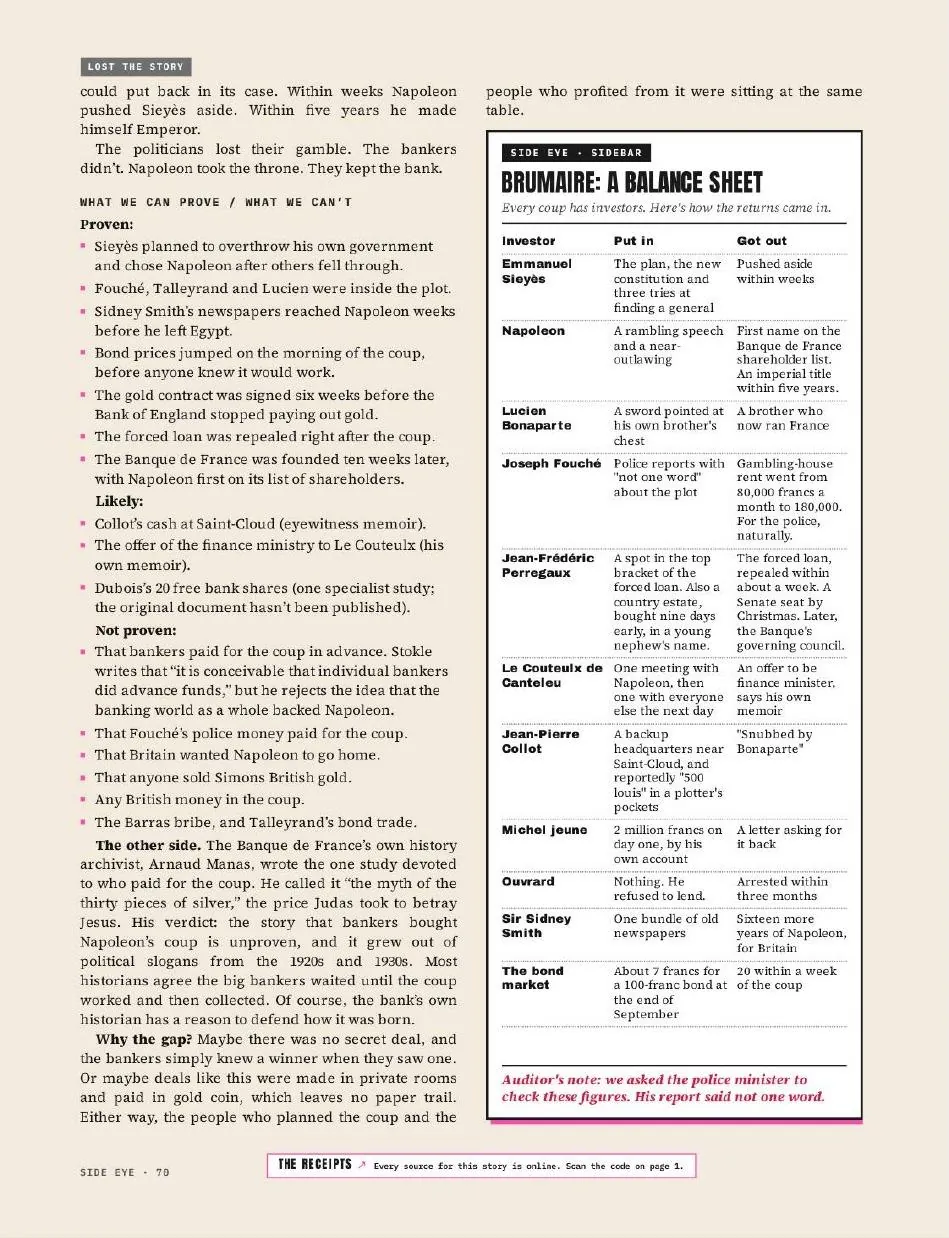 LOST THE STORY
could put back in its case. Within weeks Napoleon
pushed Sieyès aside. Within five years he made
himself Emperor.
The politicians lost their gamble. The bankers
didn't. Napoleon took the throne. They kept the bank.
WHAT WE CAN PROVE / WHAT WE CAN'T
Proven:
▪ Sieyès planned to overthrow his own government
and chose Napoleon after others fell through.
▪ Fouché, Talleyrand and Lucien were inside the plot.
▪ Sidney Smith's newspapers reached Napoleon weeks
before he left Egypt.
▪ Bond prices jumped on the morning of the coup,
before anyone knew it would work.
▪ The gold contract was signed six weeks before the
Bank of England stopped paying out gold.
▪ The forced loan was repealed right after the coup.
▪ The Banque de France was founded ten weeks later,
with Napoleon first on its list of shareholders.
Likely:
▪ Collot's cash at Saint-Cloud (eyewitness memoir).
▪ The offer of the finance ministry to Le Couteulx (his
own memoir).
▪ Dubois's 20 free bank shares (one specialist study;
the original document hasn't been published).
Not proven:
▪ That bankers paid for the coup in advance. Stokle
writes that “it is conceivable that individual bankers
did advance funds,” but he rejects the idea that the
banking world as a whole backed Napoleon.
▪ That Fouché's police money paid for the coup.
▪ That Britain wanted Napoleon to go home.
▪ That anyone sold Simons British gold.
▪ Any British money in the coup.
▪ The Barras bribe, and Talleyrand's bond trade.
The other side. The Banque de France's own history
archivist, Arnaud Manas, wrote the one study devoted
to who paid for the coup. He called it “the myth of the
thirty pieces of silver,” the price Judas took to betray
Jesus. His verdict: the story that bankers bought
Napoleon's coup is unproven, and it grew out of
political slogans from the 1920s and 1930s. Most
historians agree the big bankers waited until the coup
worked and then collected. Of course, the bank's own
historian has a reason to defend how it was born.
Why the gap? Maybe there was no secret deal, and
the bankers simply knew a winner when they saw one.
Or maybe deals like this were made in private rooms
and paid in gold coin, which leaves no paper trail.
Either way, the people who planned the coup and the
people who profited from it were sitting at the same
table.
SIDE EYE · SIDEBAR
BRUMAIRE: A BALANCE SHEET
Every coup has investors. Here's how the returns came in.
Investor Put in Got out
Emmanuel The plan, the new Pushed aside
Sieyès constitution and within weeks
three tries at
finding a general
Napoleon A rambling speech First name on the
and a near- Banque de France
outlawing shareholder list.
An imperial title
within five years.
Lucien A sword pointed at A brother who
Bonaparte his own brother's now ran France
chest
Joseph Fouché Police reports with Gambling-house
"not one word" rent went from
about the plot 80,000 francs a
month to 180,000.
For the police,
naturally.
Jean-Frédéric A spot in the top The forced loan,
Perregaux bracket of the repealed within
forced loan. Also a about a week. A
country estate, Senate seat by
bought nine days Christmas. Later,
early, in a young the Banque's
nephew's name. governing council.
Le Couteulx de One meeting with An offer to be
Canteleu Napoleon, then finance minister,
one with everyone says his own
else the next day memoir
Jean-Pierre A backup "Snubbed by
Collot headquarters near Bonaparte"
Saint-Cloud, and
reportedly "500
louis" in a plotter's
pockets
Michel jeune 2 million francs on A letter asking for
day one, by his it back
own account
Ouvrard Nothing. He Arrested within
refused to lend. three months
Sir Sidney One bundle of old Sixteen more
Smith newspapers years of Napoleon,
for Britain
The bond About 7 francs for 20 within a week
market a 100-franc bond at of the coup
the end of
September
Auditor's note: we asked the police minister to
check these figures. His report said not one word.
SIDE EYE · 70
THE RECEIPTS ↗ Every source for this story is online. Scan the code on page 1.